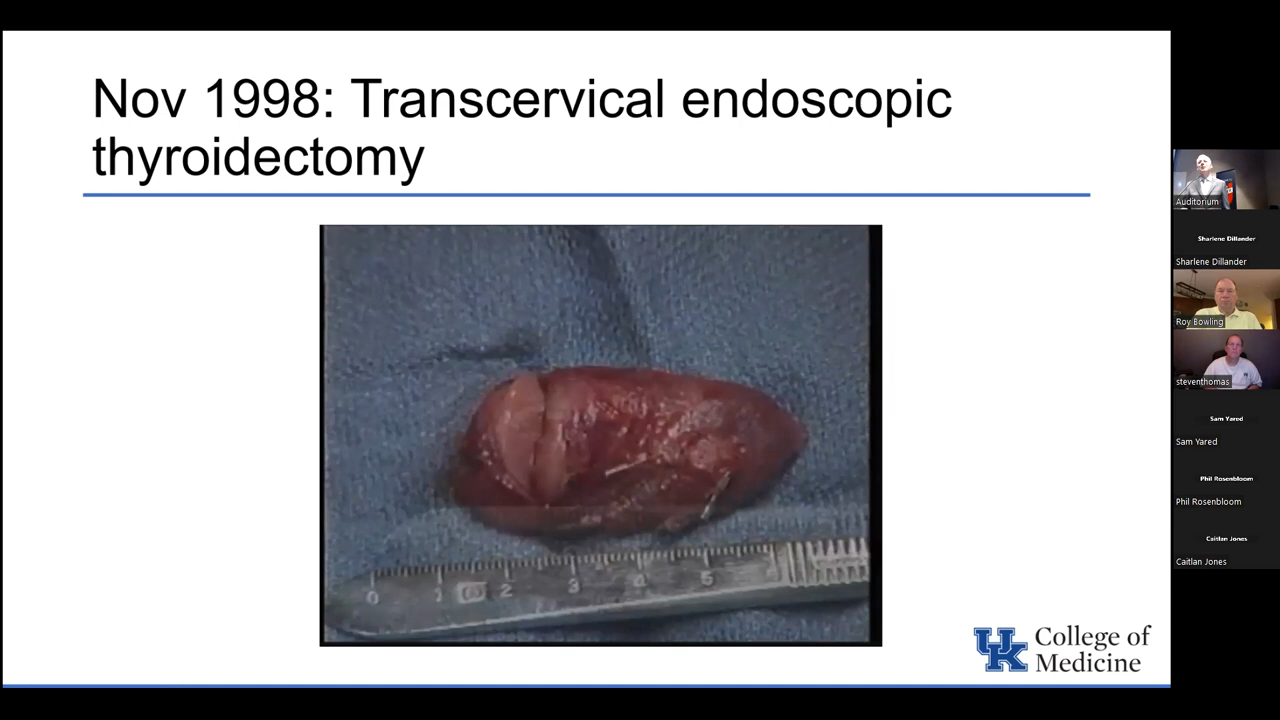 Nov 1998: Transcervical endoscopic
thyroidectomy
0 1 2 3 4 5
UK College of
Medicine
Auditorium
Sharlene Dillander
Sharlene Dillander
Roy Bowling
steventhomas
Sam Yared
Sam Yared
Phil Rosenbloom
Phil Rosenbloom
Caitlan Jones
Caitlan Jones